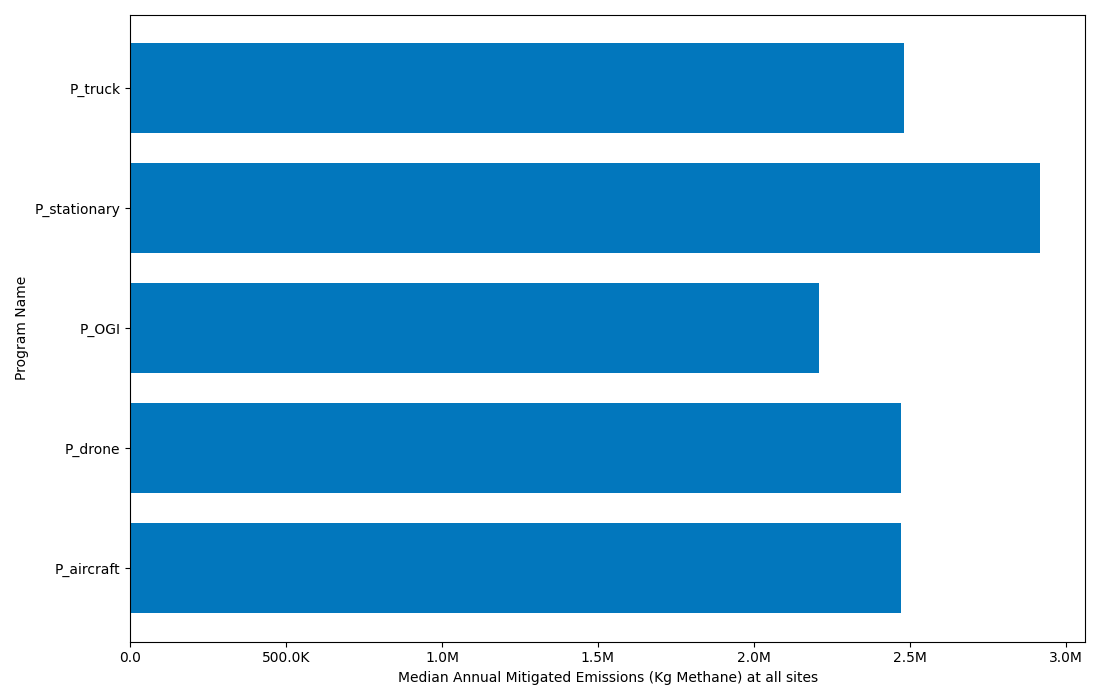 P_truck
P_stationary
P_OGI
P_drone
P_aircraft
Program Name
0.0 500.0K 1.0M 1.5M 2.0M 2.5M 3.0M
Median Annual Mitigated Emissions (Kg Methane) at all sites